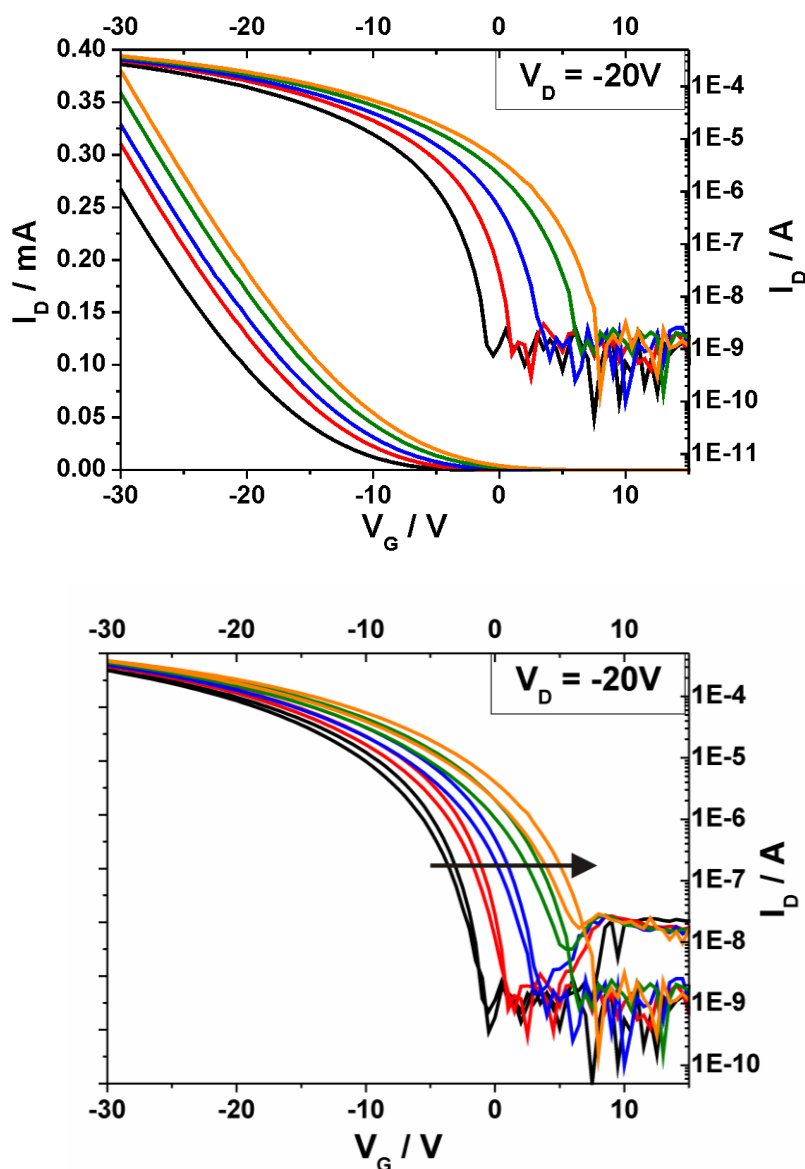 -30 -20 -10 0 10
V_D = -20V
0.40
0.35
0.30
0.25
0.20
0.15
0.10
0.05
0.00
I_D / mA
1E-4
1E-5
1E-6
1E-7
1E-8
1E-9
1E-10
1E-11
I_D / A
-30 -20 -10 0 10
V_G / V
-30 -20 -10 0 10
V_D = -20V
1E-4
1E-5
1E-6
1E-7
1E-8
1E-9
1E-10
I_D / A
-30 -20 -10 0 10
V_G / V